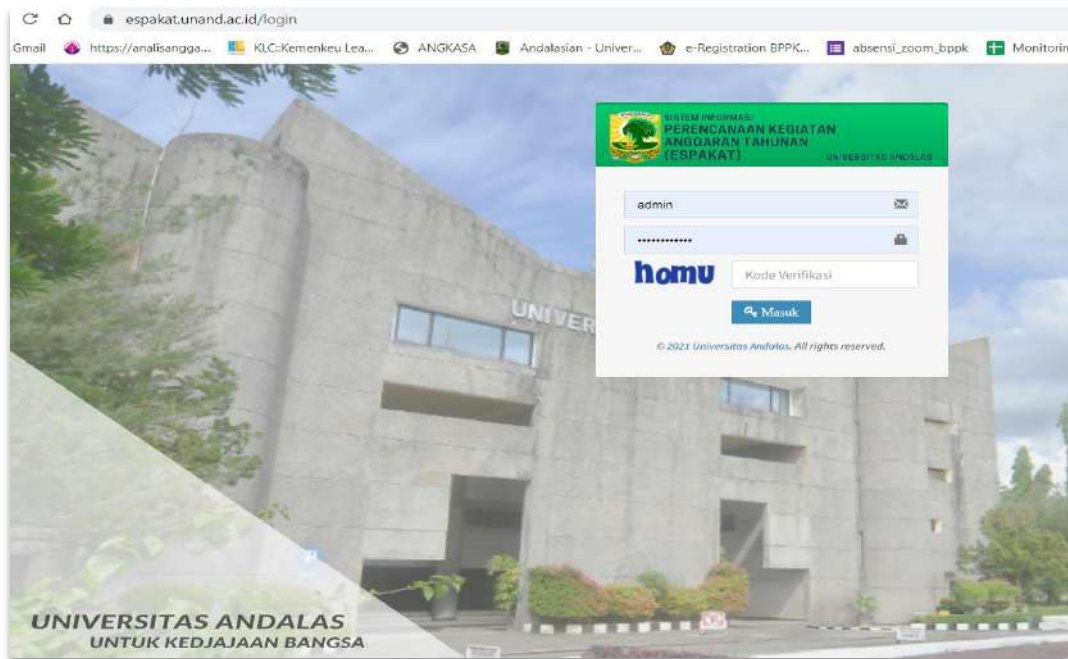 espakat.unand.ac.id/login
Gmail https://analisangga... KLC::Kemenkeu Lea... ANGKASA Andalasian - Univer... e-Registration BPPK... absensi_zoom_bppk Monitorin
SISTEM INFORMASI
PERENCANAAN KEGIATAN
ANGGARAN TAHUNAN
(ESPAKAT) UNIVERSITAS ANDALAS
admin
homu Kode Verifikasi
Masuk
© 2021 Universitas Andalas. All rights reserved.
UNIVER
UNIVERSITAS ANDALAS
UNTUK KEDJAJAAN BANGSA